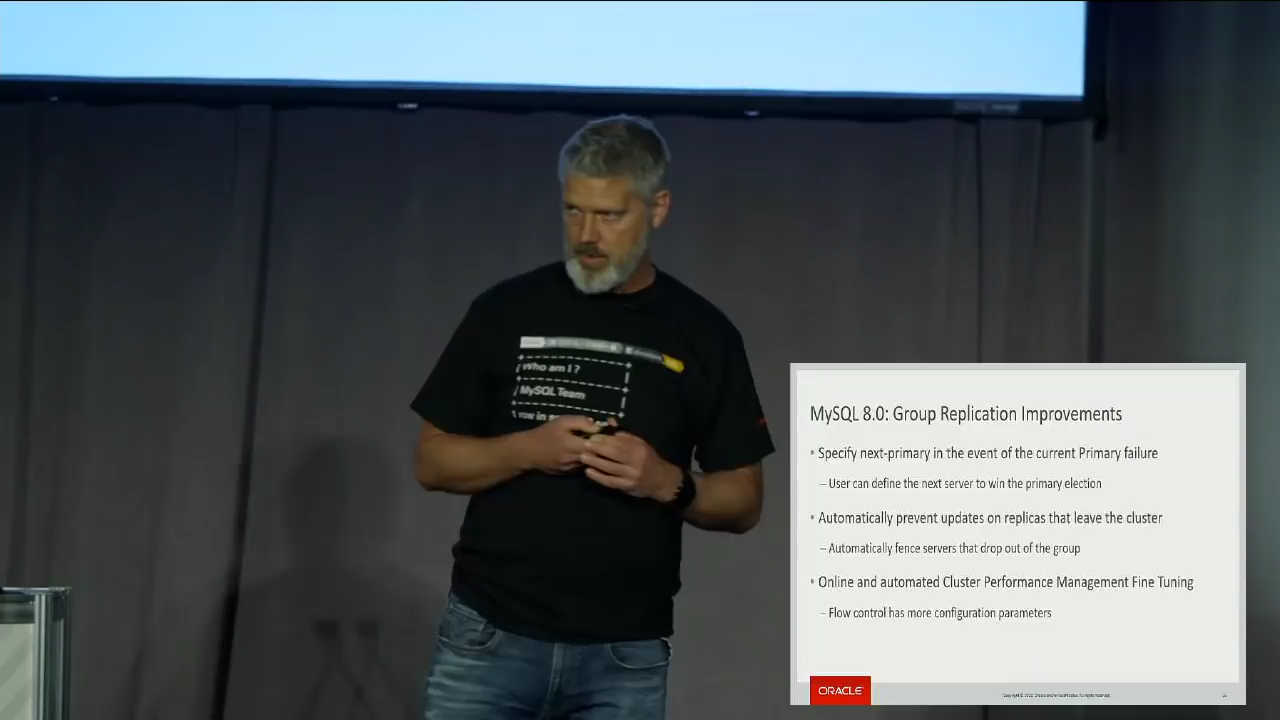 Who am I ?
MySQL Team
row in
MySQL 8.0: Group Replication Improvements
• Specify next-primary in the event of the current Primary failure
– User can define the next server to win the primary election
• Automatically prevent updates on replicas that leave the cluster
– Automatically fence servers that drop out of the group
• Online and automated Cluster Performance Management Fine Tuning
– Flow control has more configuration parameters
ORACLE